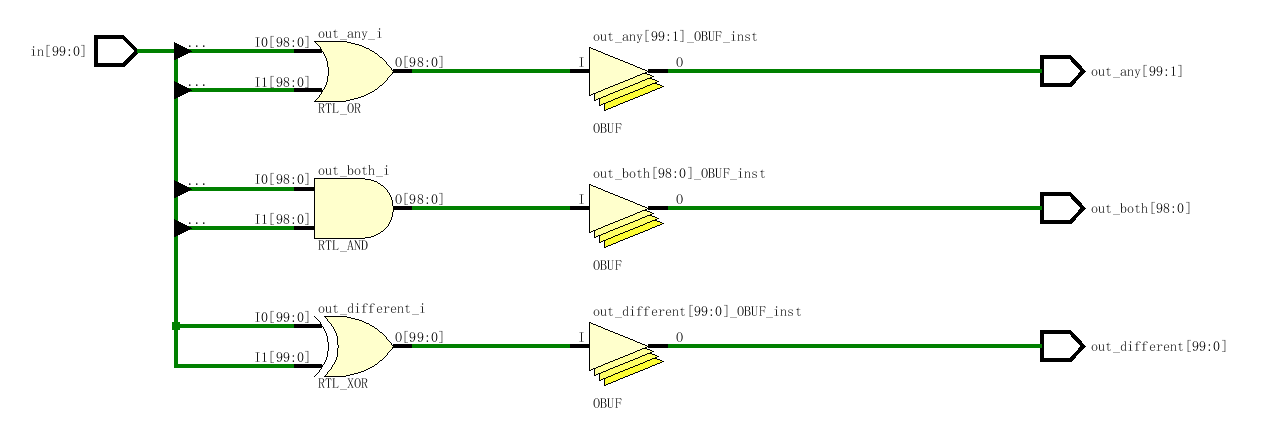 in[99:0]
...
I0[98:0]
out_any_i
O[98:0]
out_any[99:1]_OBUF_inst
I
O
out_any[99:1]
...
I1[98:0]
RTL_OR
OBUF
...
I0[98:0]
out_both_i
O[98:0]
out_both[98:0]_OBUF_inst
I
O
out_both[98:0]
...
I1[98:0]
RTL_AND
OBUF
I0[99:0]
out_different_i
O[99:0]
out_different[99:0]_OBUF_inst
I
O
out_different[99:0]
I1[99:0]
RTL_XOR
OBUF